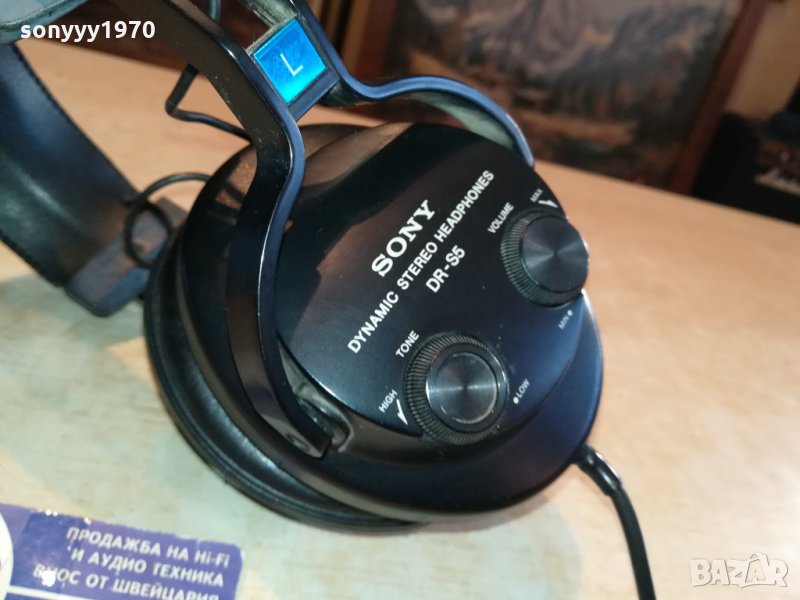 sonyyy1970
L
SONY
DYNAMIC STEREO HEADPHONES
DR-S5
VOLUME
MAX
MIN
TONE
HIGH
LOW
ПРОДАЖБА НА Hi-Fi
И АУДИО ТЕХНИКА
ВНОС ОТ ШВЕЙЦАРИЯ
BAZAR